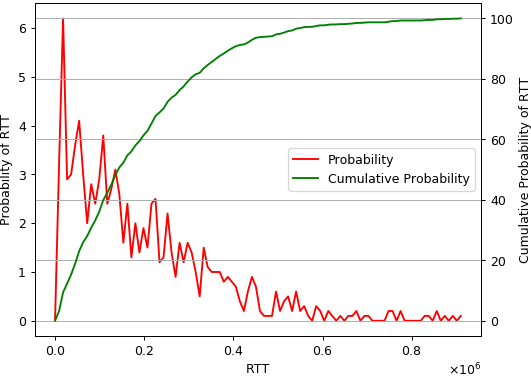 Probability of RTT
6
5
4
3
2
1
0
100
80
60
40
20
0
Cumulative Probability of RTT
Probability
Cumulative Probability
0.0 0.2 0.4 0.6 0.8
RTT
×10⁶